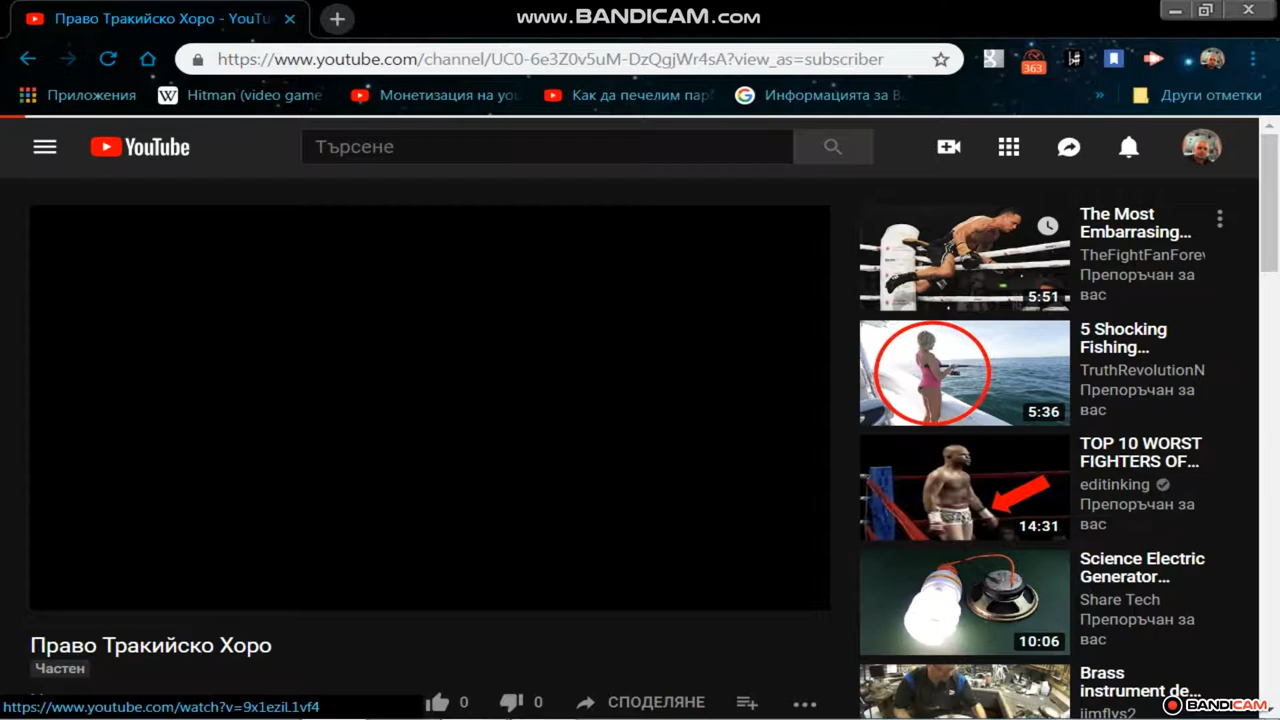 www.BANDICAM.com
Право Тракийско Хоро - YouTu
https://www.youtube.com/channel/UC0-6e3Z0v5uM-DzQgjWr4sA?view_as=subscriber
363
Приложения
W
Hitman (video game
Монетизация на you
Как да печелим пар
Информацията за В
»
Други отметки
YouTube
Търсене
The Most
Embarrasing...
TheFightFanForev
Препоръчан за
вас
5:51
5 Shocking
Fishing...
TruthRevolutionN
Препоръчан за
вас
5:36
TOP 10 WORST
FIGHTERS OF...
editinking
Препоръчан за
вас
14:31
Science Electric
Generator...
Share Tech
Препоръчан за
вас
10:06
Brass
instrument de...
jimflys2
Право Тракийско Хоро
Частен
0 0 СПОДЕЛЯНЕ
https://www.youtube.com/watch?v=9x1eziL1vf4
BANDICAM